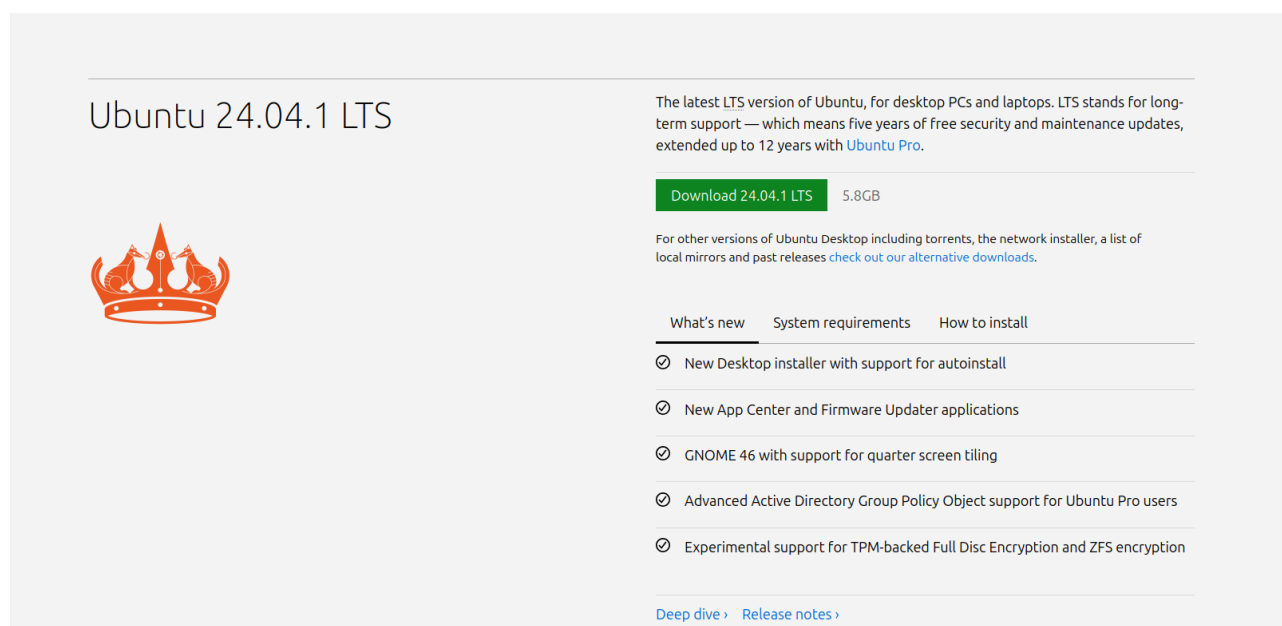 Ubuntu 24.04.1 LTS
The latest LTS version of Ubuntu, for desktop PCs and laptops. LTS stands for long-
term support — which means five years of free security and maintenance updates,
extended up to 12 years with Ubuntu Pro.
Download 24.04.1 LTS 5.8GB
For other versions of Ubuntu Desktop including torrents, the network installer, a list of
local mirrors and past releases check out our alternative downloads.
What's new System requirements How to install
New Desktop installer with support for autoinstall
New App Center and Firmware Updater applications
GNOME 46 with support for quarter screen tiling
Advanced Active Directory Group Policy Object support for Ubuntu Pro users
Experimental support for TPM-backed Full Disc Encryption and ZFS encryption
Deep dive › Release notes ›